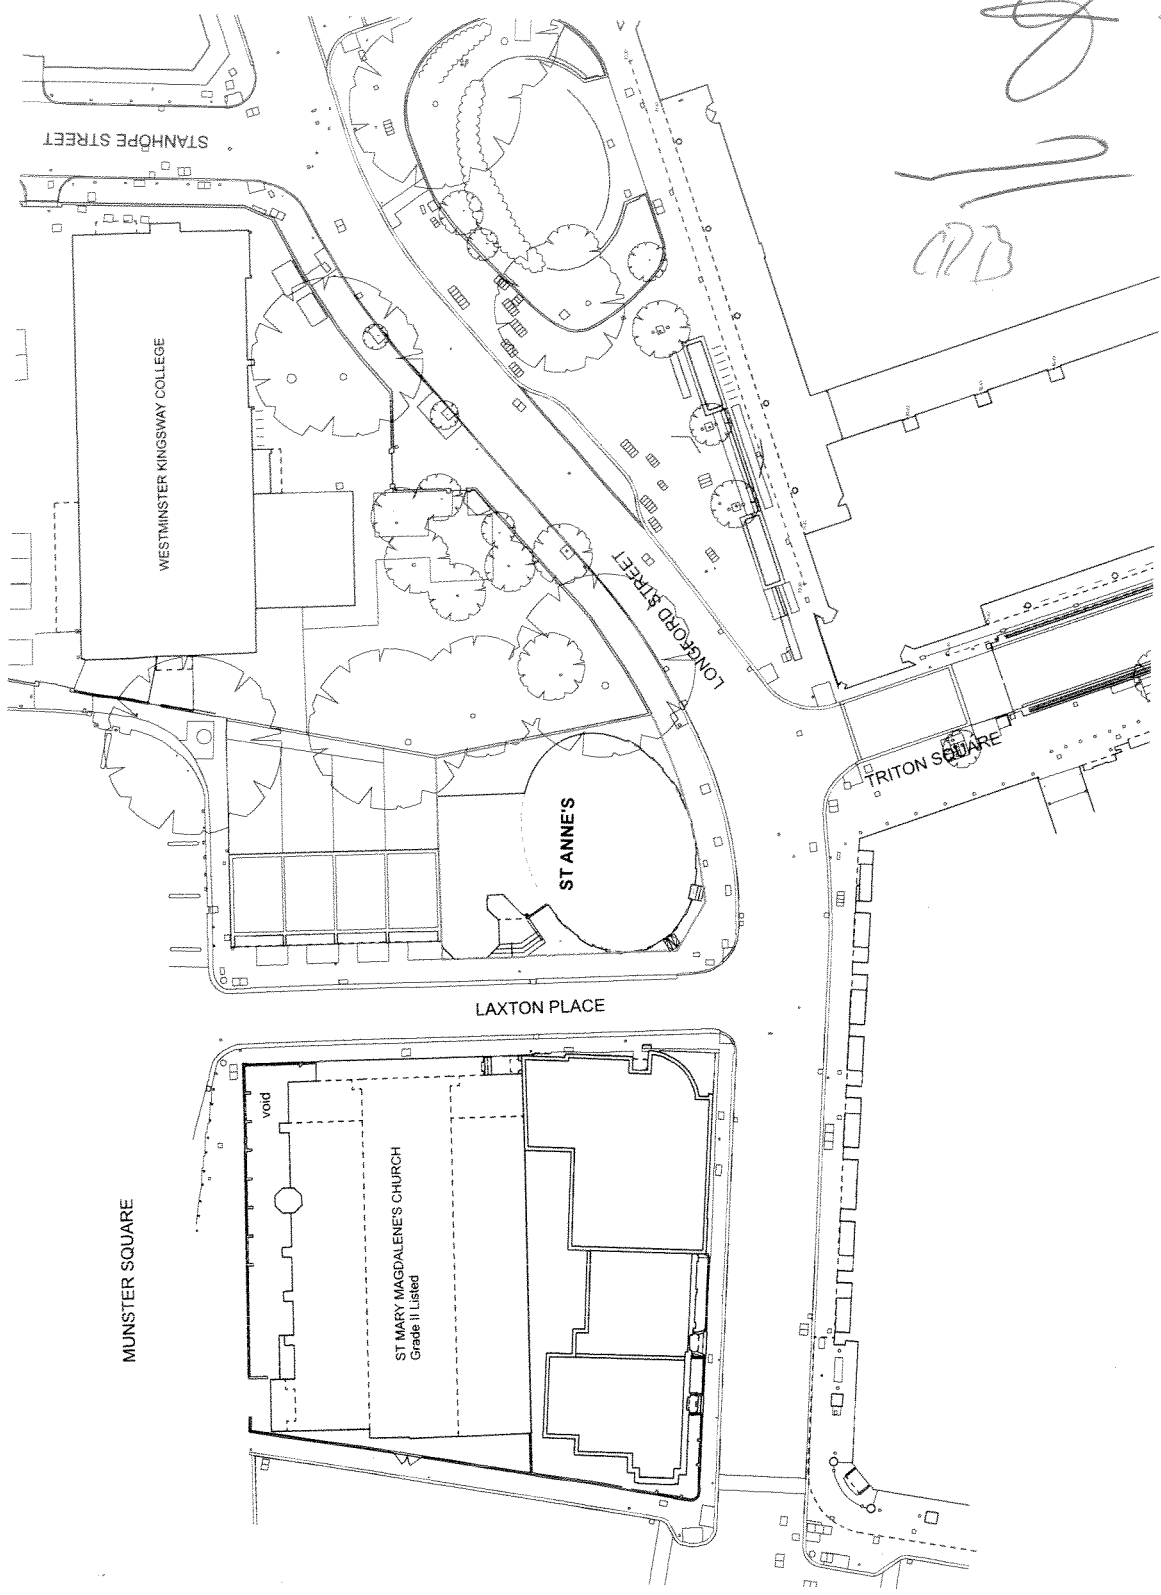 STANHOPE STREET
WESTMINSTER KINGSWAY COLLEGE
LONGFORD STREET
TRITON SQUARE
ST ANNE'S
LAXTON PLACE
void
ST MARY MAGDALENE'S CHURCH
Grade II Listed
MUNSTER SQUARE